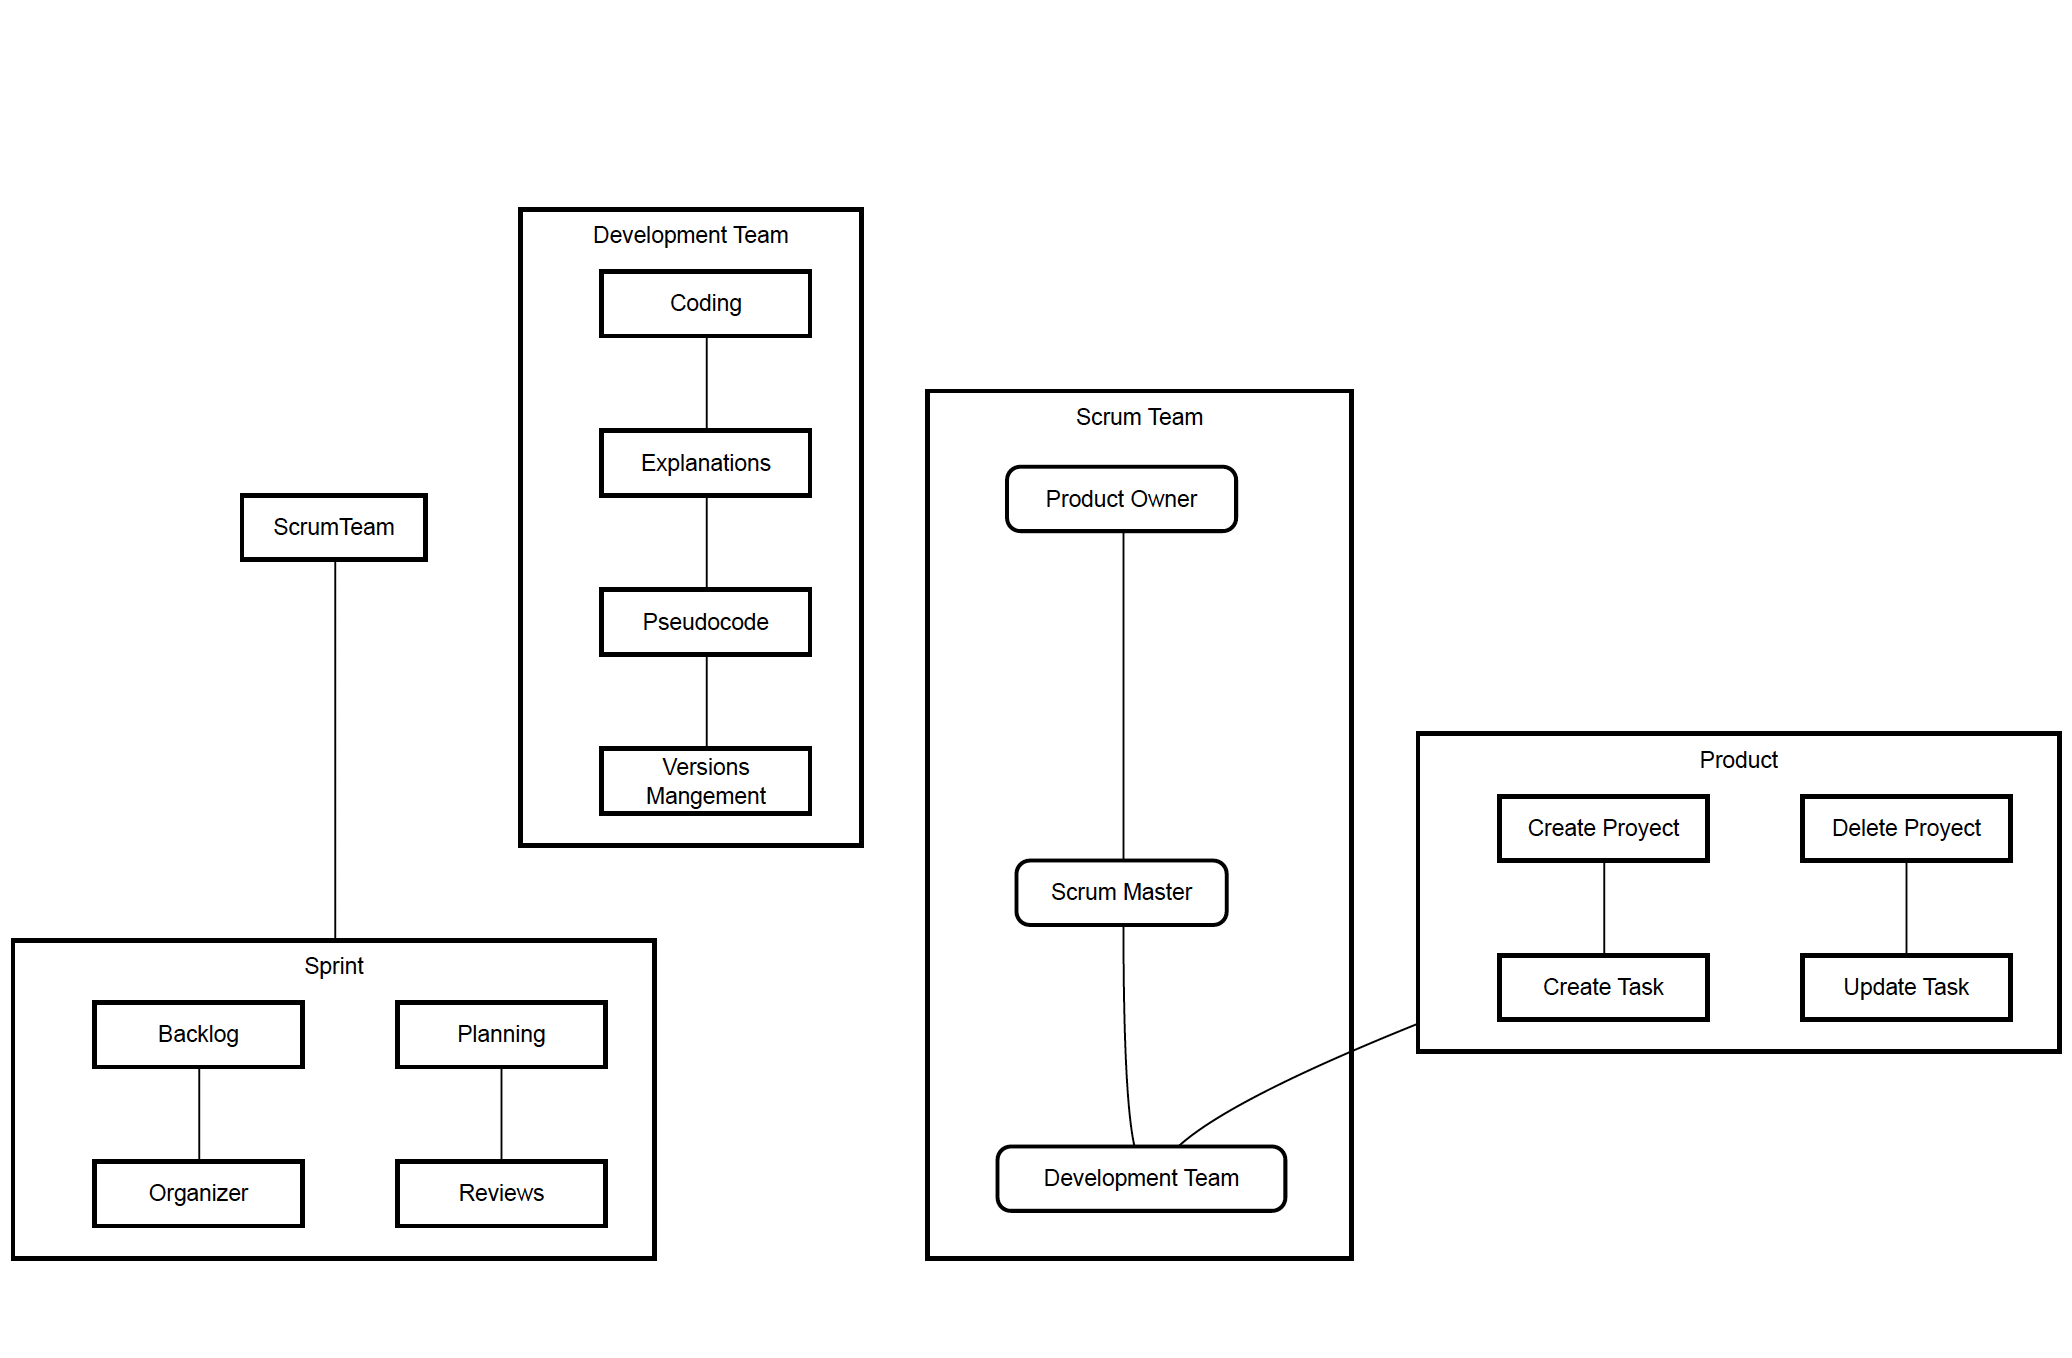 Development Team
Coding
Explanations
Pseudocode
Versions
Mangement
ScrumTeam
Sprint
Backlog
Planning
Organizer
Reviews
Scrum Team
Product Owner
Scrum Master
Development Team
Product
Create Proyect
Delete Proyect
Create Task
Update Task